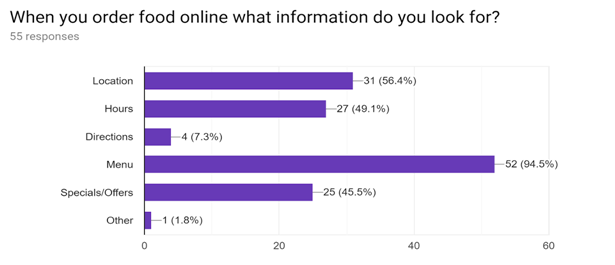 When you order food online what information do you look for?
55 responses
Location 31 (56.4%)
Hours 27 (49.1%)
Directions 4 (7.3%)
Menu 52 (94.5%)
Specials/Offers 25 (45.5%)
Other 1 (1.8%)
0 20 40 60